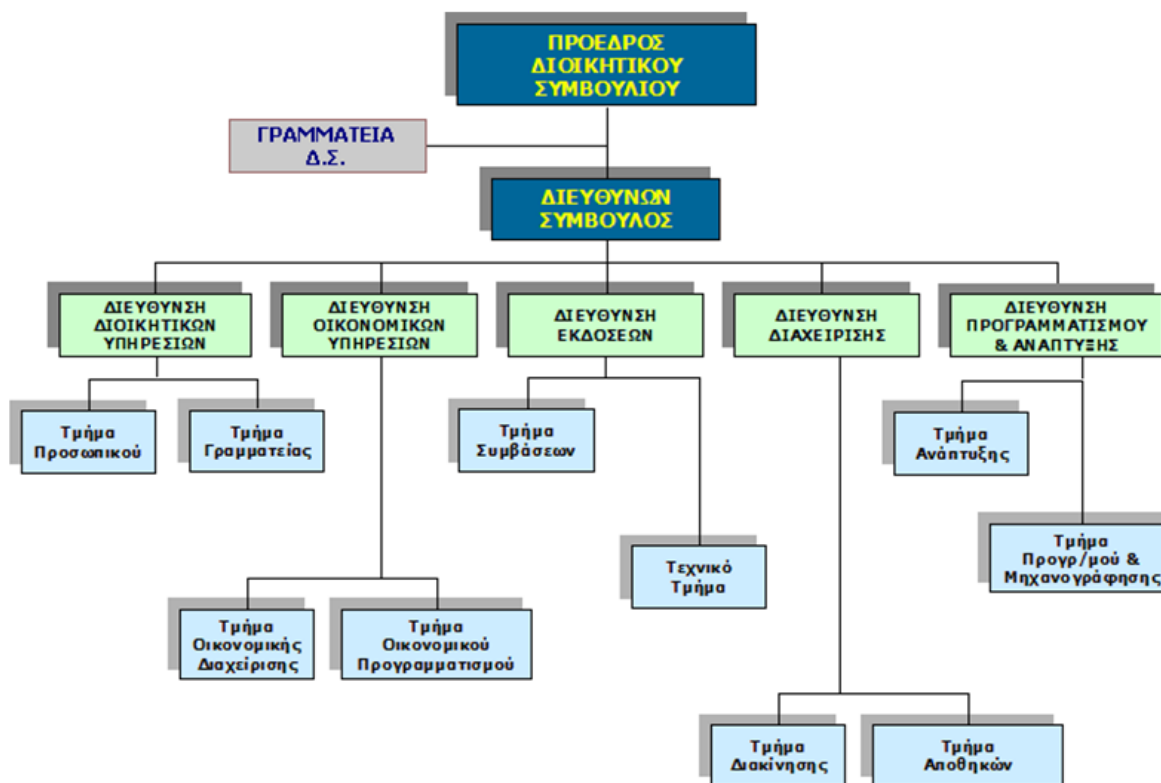 ΠΡΟΕΔΡΟΣ
ΔΙΟΙΚΗΤΙΚΟΥ
ΣΥΜΒΟΥΛΙΟΥ
ΓΡΑΜΜΑΤΕΙΑ
Δ.Σ.
ΔΙΕΥΘΥΝΩΝ
ΣΥΜΒΟΥΛΟΣ
ΔΙΕΥΘΥΝΣΗ
ΔΙΟΙΚΗΤΙΚΩΝ
ΥΠΗΡΕΣΙΩΝ
ΔΙΕΥΘΥΝΣΗ
ΟΙΚΟΝΟΜΙΚΩΝ
ΥΠΗΡΕΣΙΩΝ
ΔΙΕΥΘΥΝΣΗ
ΕΚΔΟΣΕΩΝ
ΔΙΕΥΘΥΝΣΗ
ΔΙΑΧΕΙΡΙΣΗΣ
ΔΙΕΥΘΥΝΣΗ
ΠΡΟΓΡΑΜΜΑΤΙΣΜΟΥ
& ΑΝΑΠΤΥΞΗΣ
Τμήμα
Προσωπικού
Τμήμα
Γραμματείας
Τμήμα
Συμβάσεων
Τμήμα
Ανάπτυξης
Τεχνικό
Τμήμα
Τμήμα
Προγρ/μού &
Μηχανογράφησης
Τμήμα
Οικονομικής
Διαχείρισης
Τμήμα
Οικονομικού
Προγραμματισμού
Τμήμα
Διακίνησης
Τμήμα
Αποθηκών